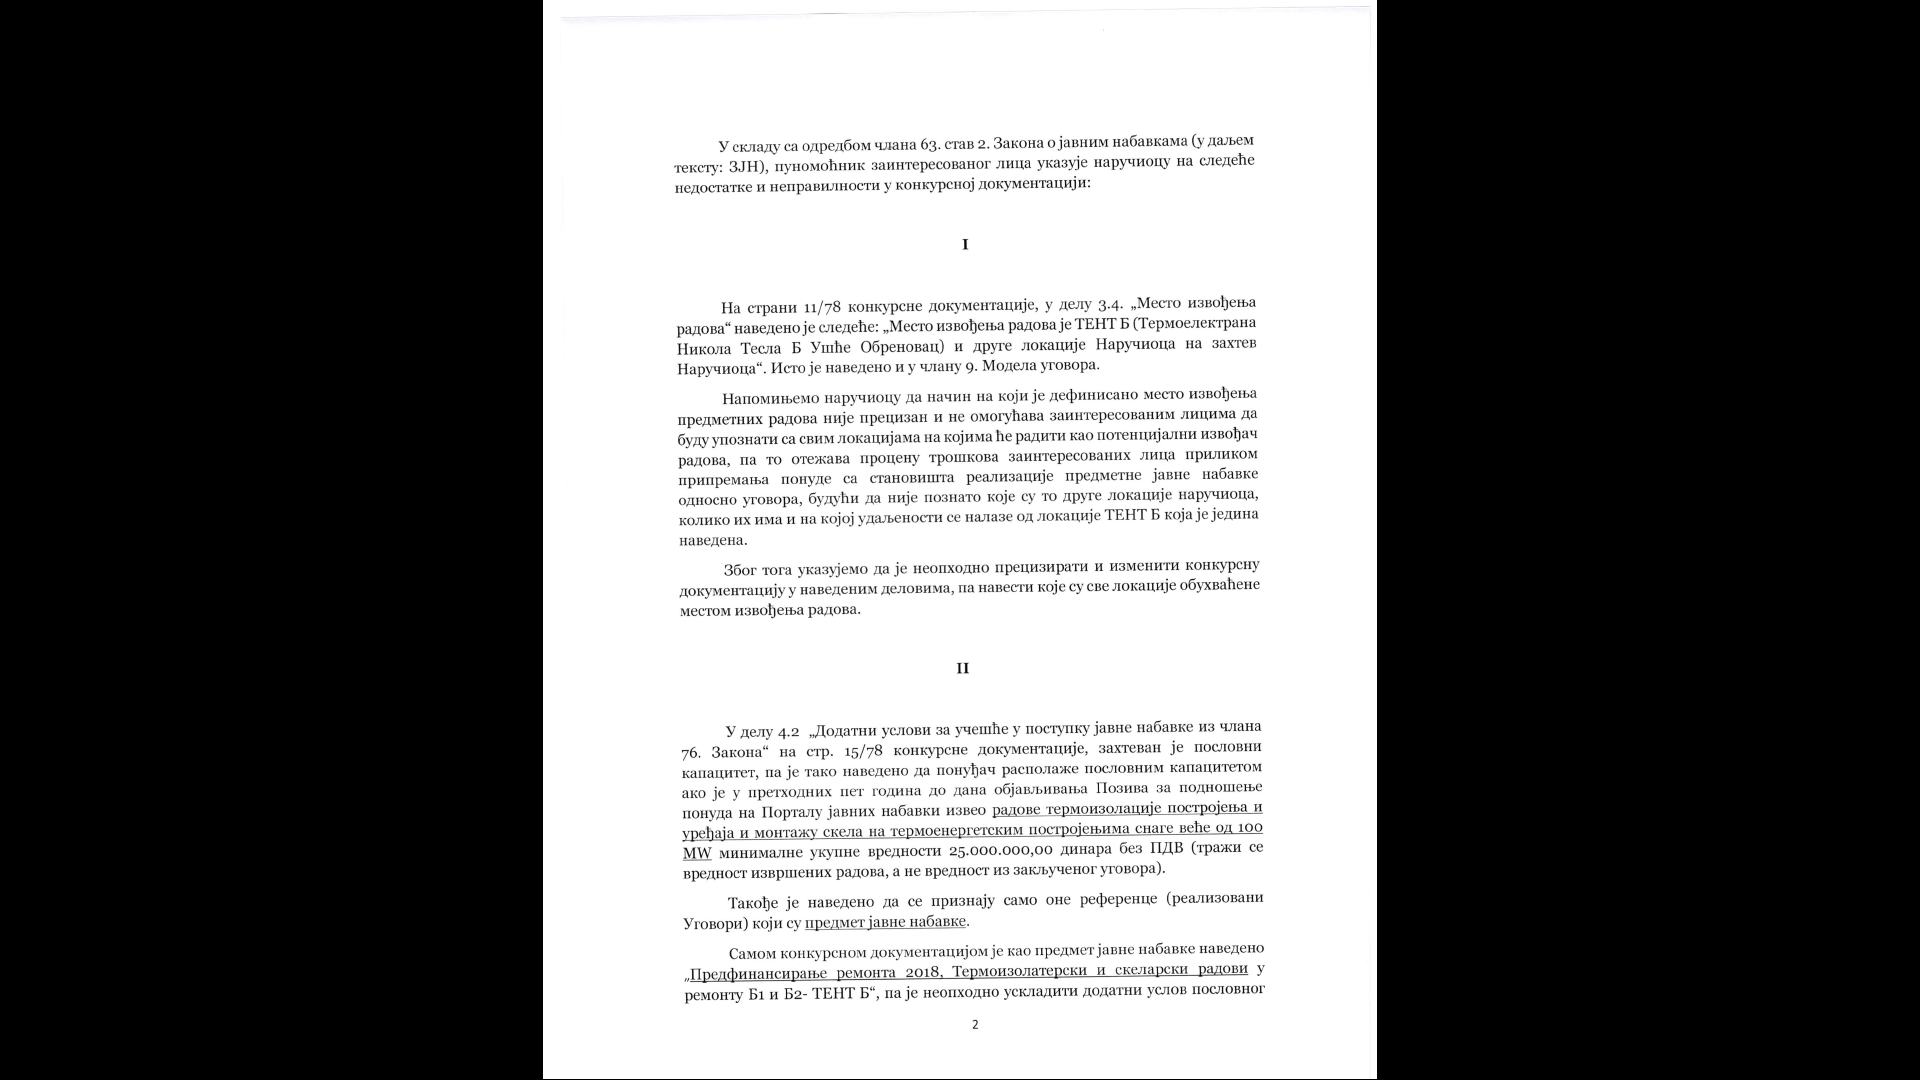 У складу са одредбом члана 63. став 2. Закона о јавним набавкама (у даљем
тексту: ЗЈН), пуномоћник заинтересованог лица указује наручиоцу на следеће
недостатке и неправилности у конкурсној документацији:
I
На страни 11/78 конкурсне документације, у делу 3.4. „Место извођења
радова“ наведено је следеће: „Место извођења радова је ТЕНТ Б (Термоелектрана
Никола Тесла Б Ушће Обреновац) и друге локације Наручиоца на захтев
Наручиоца“. Исто је наведено и у члану 9. Модела уговора.
Напомињемо наручиоцу да начин на који је дефинисано место извођења
предметних радова није прецизан и не омогућава заинтересованим лицима да
буду упознати са свим локацијама на којима ће радити као потенцијални извођач
радова, па то отежава процену трошкова заинтересованих лица приликом
припремања понуде са становишта реализације предметне јавне набавке
односно уговора, будући да није познато које су то друге локације наручиоца,
колико их има и на којој удаљености се налазе од локације ТЕНТ Б која је једина
наведена.
Због тога указујемо да је неопходно прецизирати и изменити конкурсну
документацију у наведеним деловима, па навести које су све локације обухваћене
местом извођења радова.
II
У делу 4.2 „Додатни услови за учешће у поступку јавне набавке из члана
76. Закона“ на стр. 15/78 конкурсне документације, захтеван је пословни
капацитет, па је тако наведено да понуђач располаже пословним капацитетом
ако је у претходних пет година до дана објављивања Позива за подношење
понуда на Порталу јавних набавки извео радове термоизолације постројења и
уређаја и монтажу скела на термоенергетским постројењима снаге веће од 100
MW минималне укупне вредности 25.000.000,00 динара без ПДВ (тражи се
вредност извршених радова, а не вредност из закљученог уговора).
Такође је наведено да се признају само оне референце (реализовани
Уговори) који су предмет јавне набавке.
Самом конкурсном документацијом је као предмет јавне набавке наведено
„Предфинансирање ремонта 2018, Термоизолатерски и скеларски радови у
ремонту Б1 и Б2- ТЕНТ Б“, па је неопходно ускладити додатни услов пословног
2